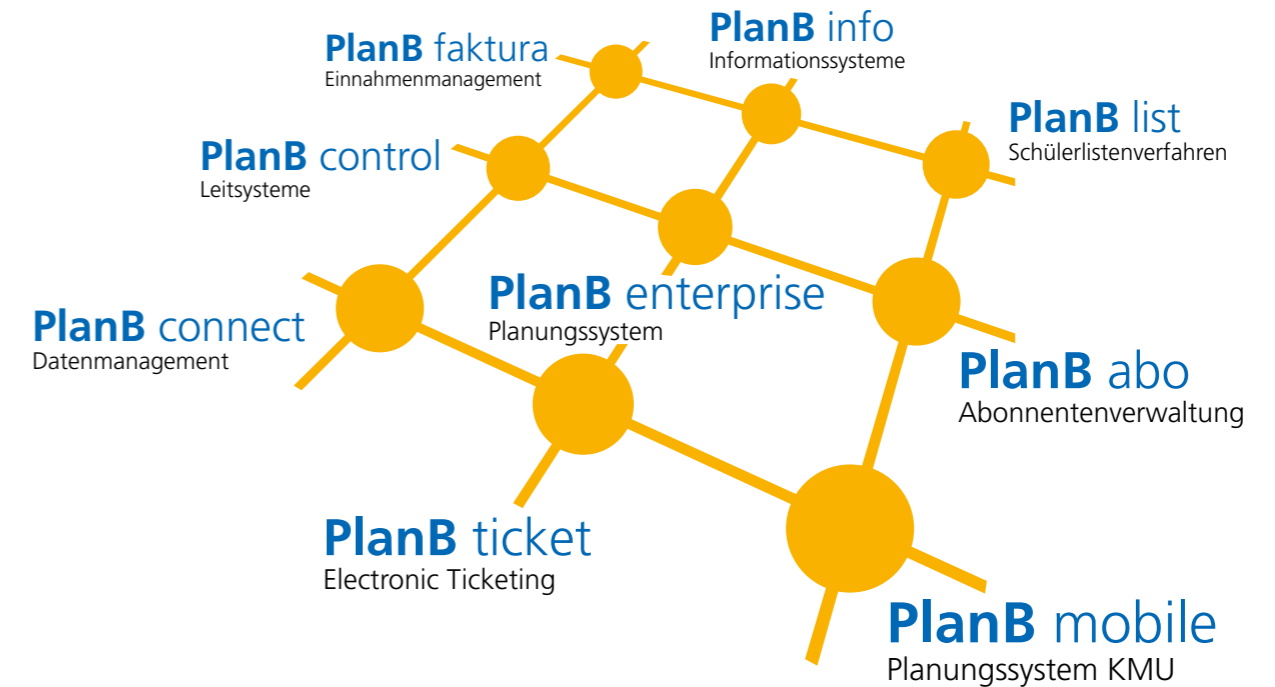 PlanB faktura
Einnahmenmanagement
PlanB info
Informationssysteme
PlanB list
Schülerlistenverfahren
PlanB control
Leitsysteme
PlanB enterprise
Planungssystem
PlanB connect
Datenmanagement
PlanB abo
Abonnentenverwaltung
PlanB ticket
Electronic Ticketing
PlanB mobile
Planungssystem KMU